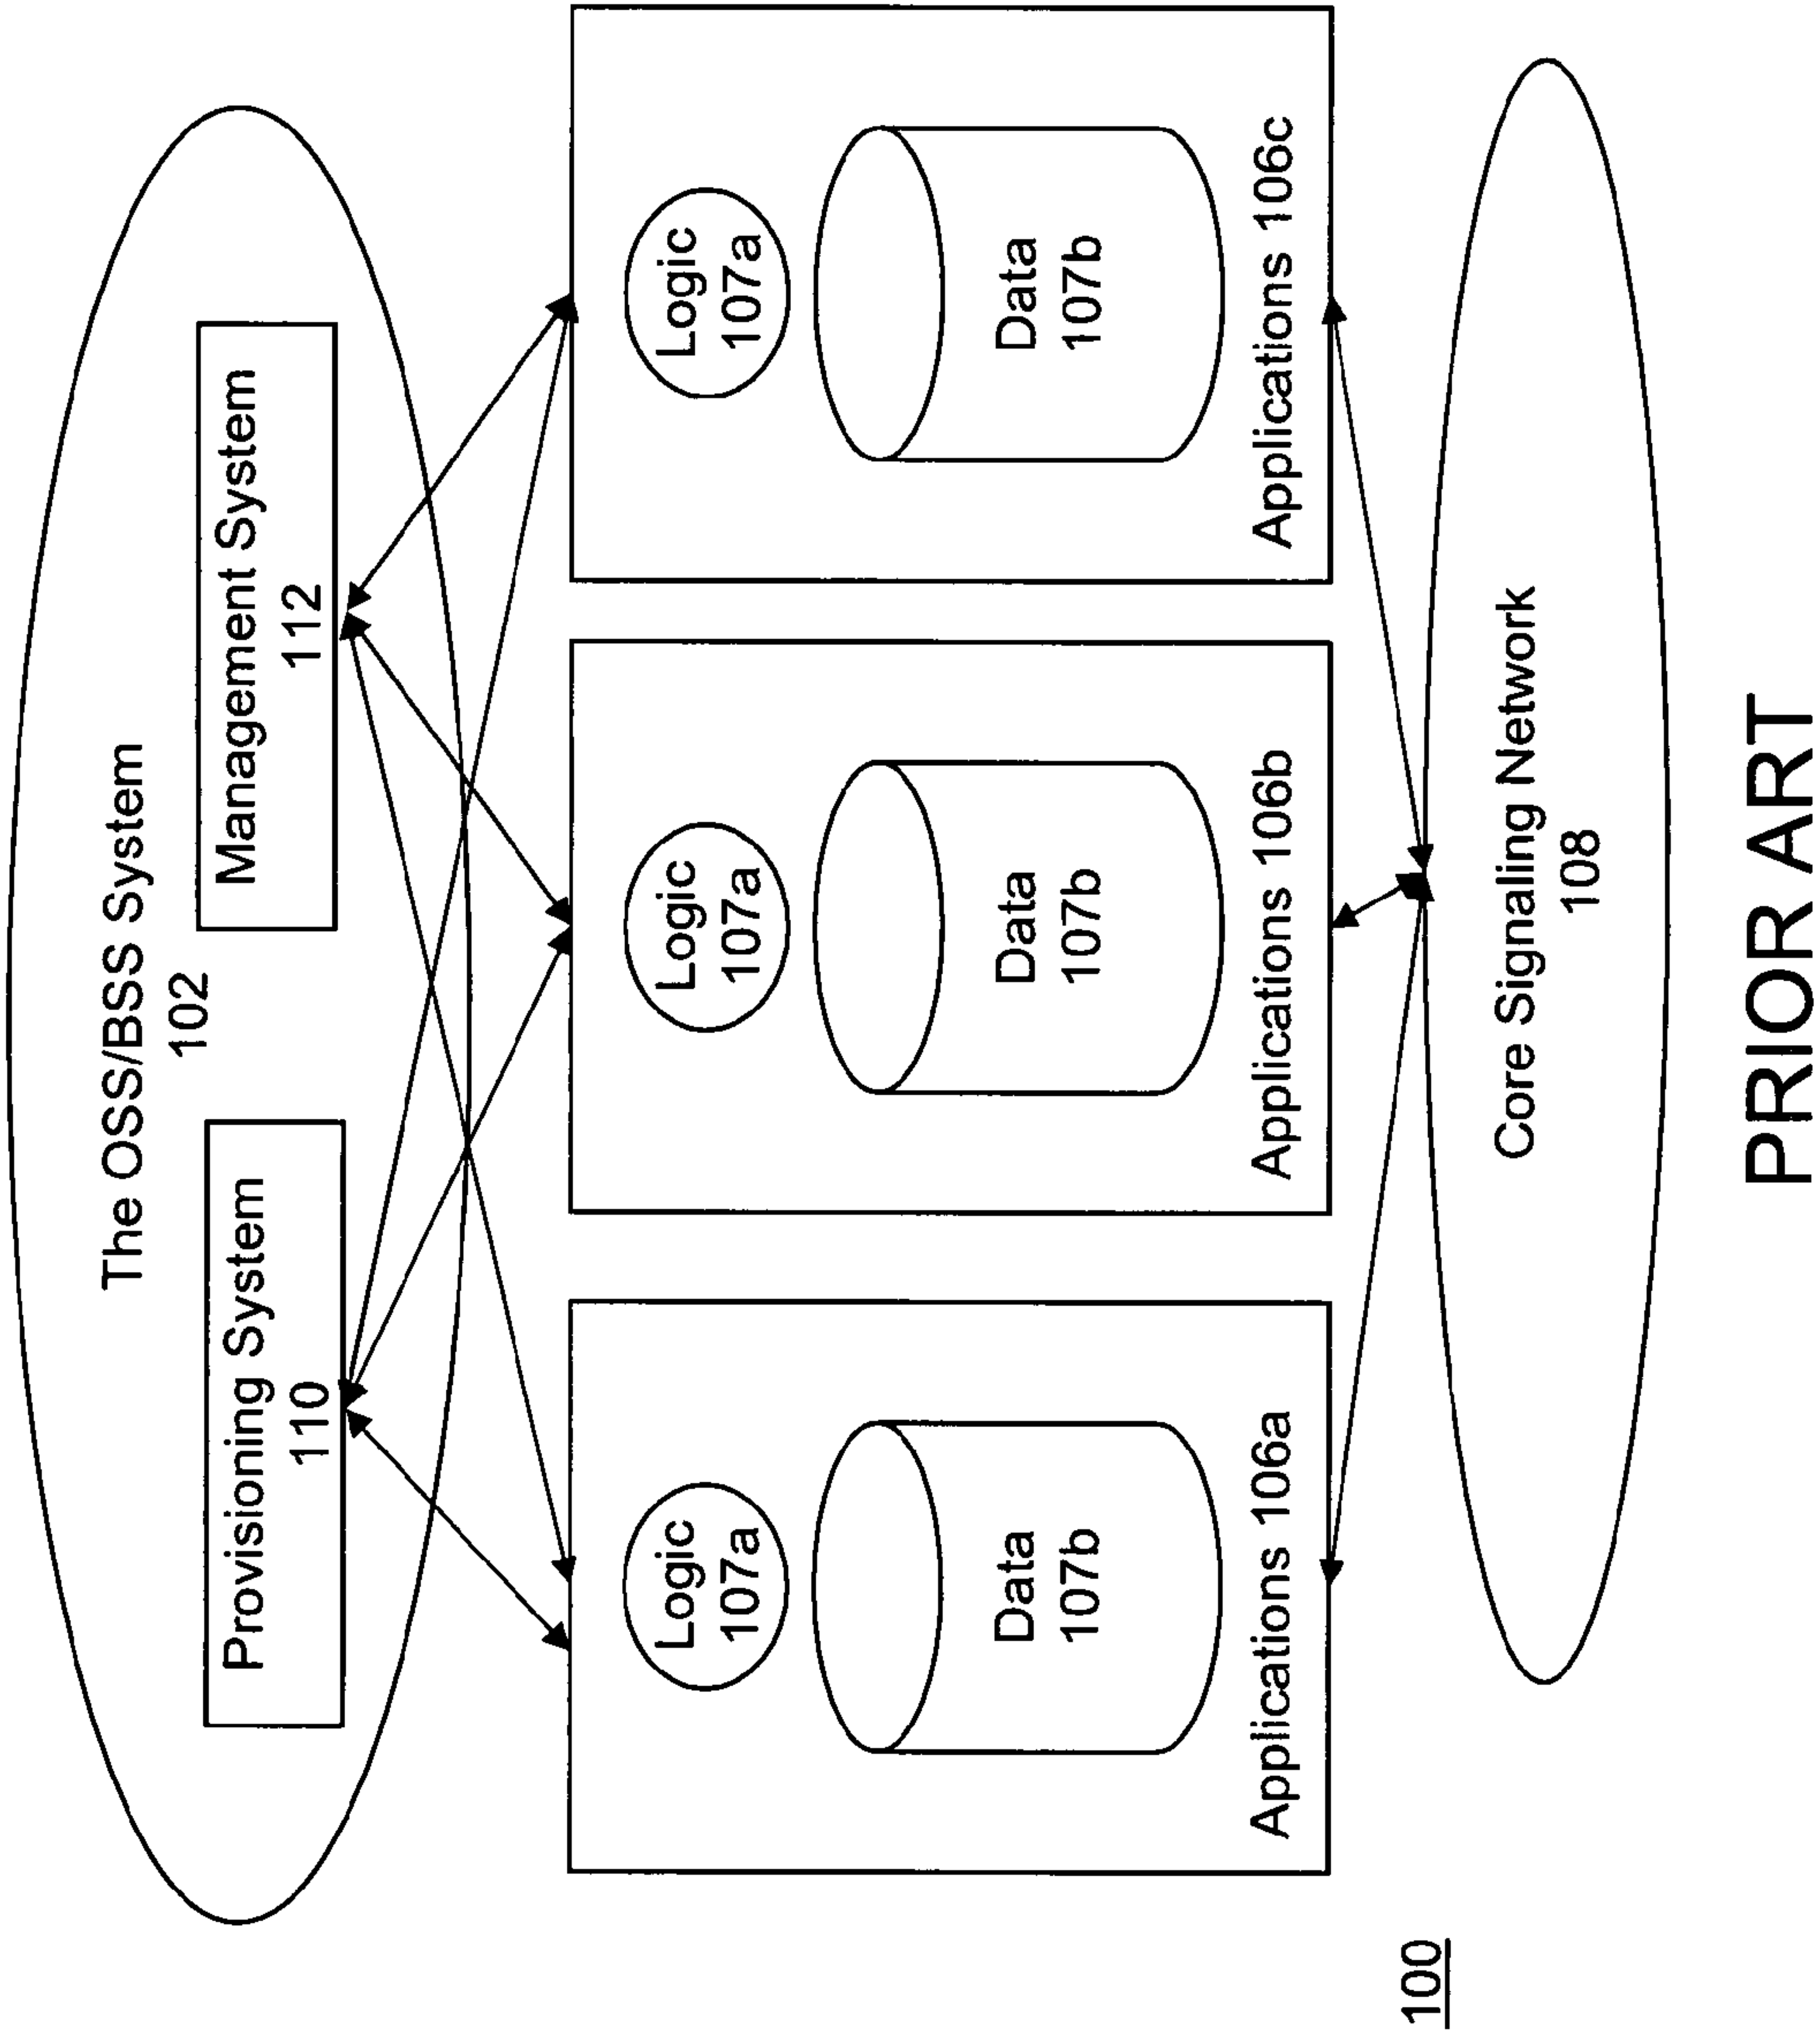 The OSS/BSS System
102
Provisioning System
110
Management System
112
Logic
107a
Data
107b
Applications 106a
Logic
107a
Data
107b
Applications 106b
Logic
107a
Data
107b
Applications 106c
Core Signaling Network
108
100
PRIOR ART